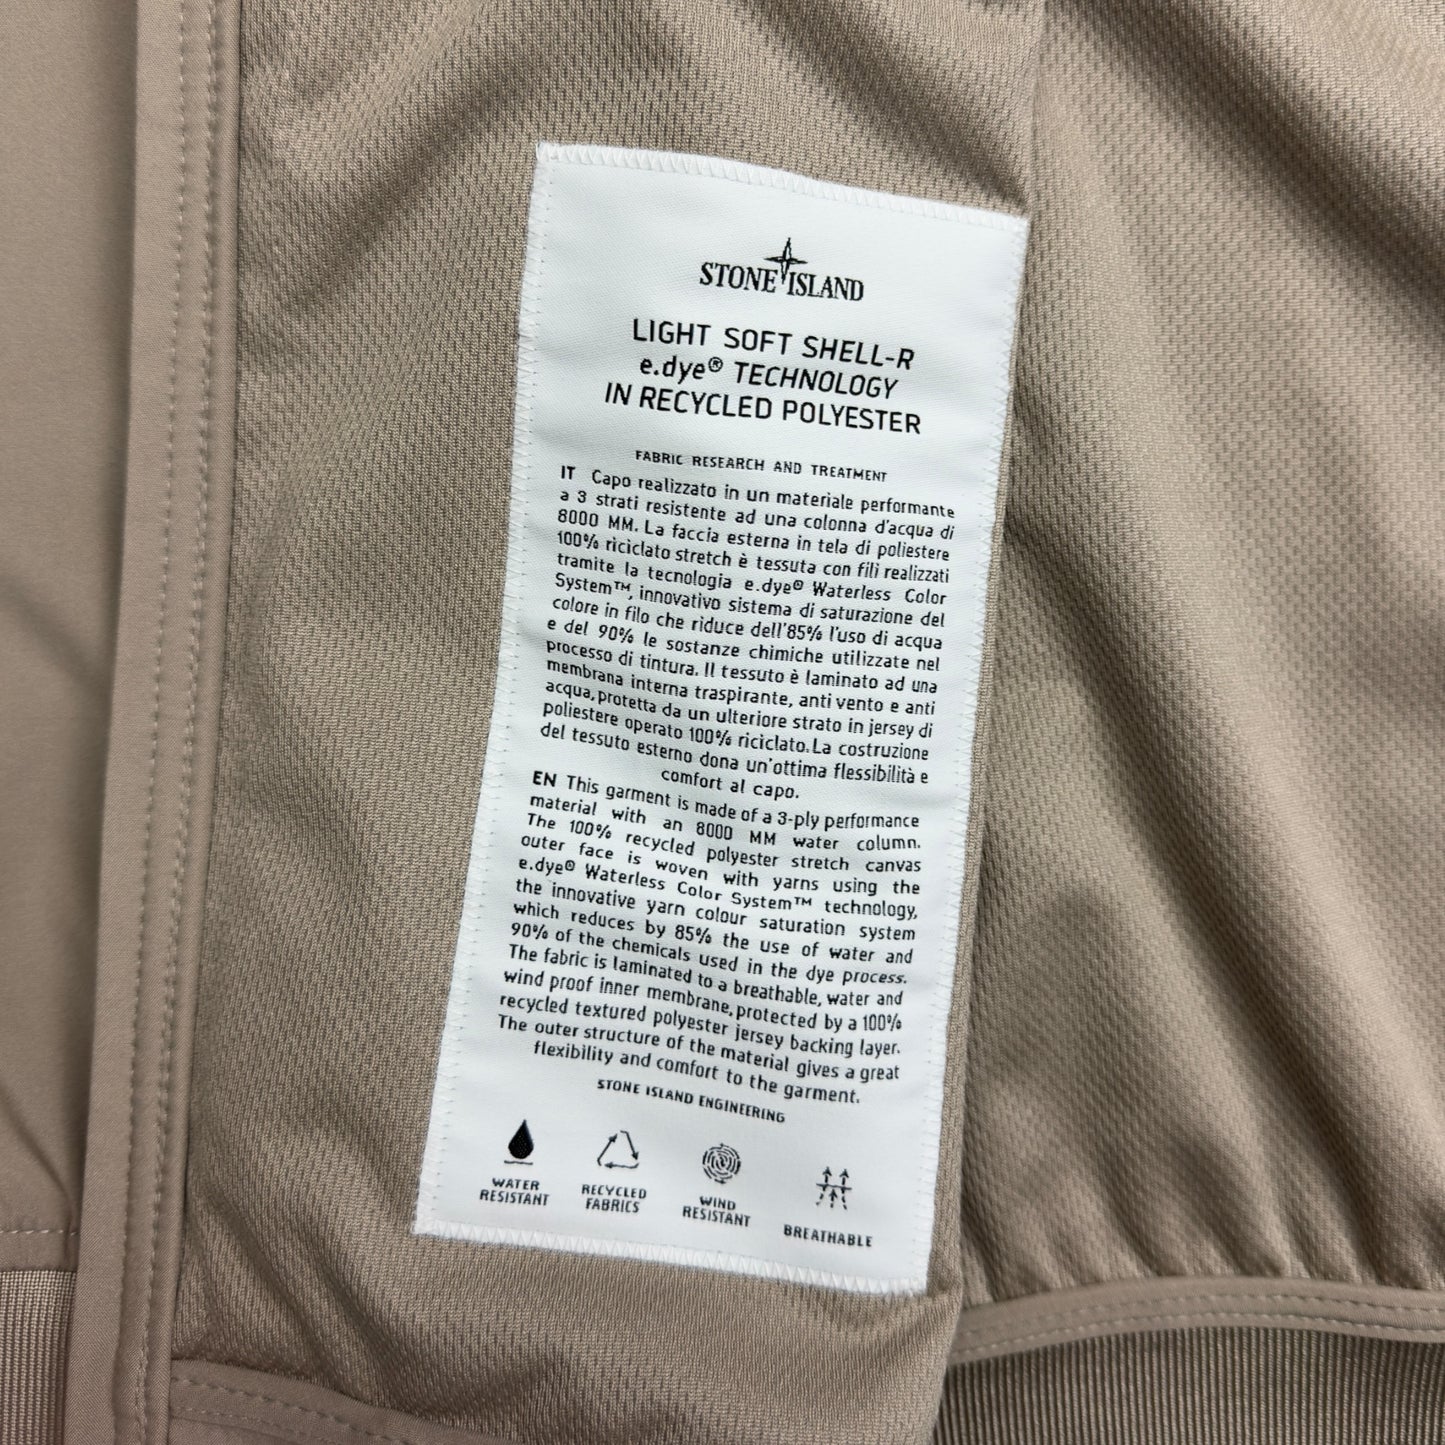 STONE ISLAND
LIGHT SOFT SHELL-R
e.dye® TECHNOLOGY
IN RECYCLED POLYESTER
FABRIC RESEARCH AND TREATMENT
IT Capo realizzato in un materiale performante
a 3 strati resistente ad una colonna d'acqua di
8000 MM. La faccia esterna in tela di poliestere
100% riciclato stretch è tessuta con fili realizzati
tramite la tecnologia e.dye® Waterless Color
System™, innovativo sistema di saturazione del
colore in filo che riduce dell'85% l'uso di acqua
e del 90% le sostanze chimiche utilizzate nel
processo di tintura. Il tessuto è laminato ad una
membrana interna traspirante, anti vento e anti
acqua, protetta da un ulteriore strato in jersey di
poliestere operato 100% riciclato. La costruzione
del tessuto esterno dona un'ottima flessibilità e
comfort al capo.
EN This garment is made of a 3-ply performance
material with an 8000 MM water column.
The 100% recycled polyester stretch canvas
outer face is woven with yarns using the
e.dye® Waterless Color System™ technology,
the innovative yarn colour saturation system
which reduces by 85% the use of water and
90% of the chemicals used in the dye process.
The fabric is laminated to a breathable, water and
wind proof inner membrane, protected by a 100%
recycled textured polyester jersey backing layer.
The outer structure of the material gives a great
flexibility and comfort to the garment.
STONE ISLAND ENGINEERING
WATER
RESISTANT
RECYCLED
FABRICS
WIND
RESISTANT
BREATHABLE